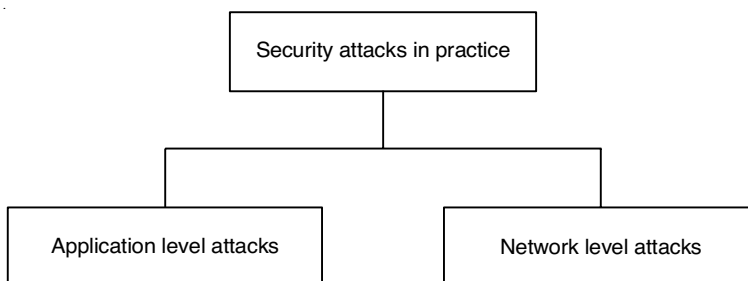 Security attacks in practice
Application level attacks
Network level attacks